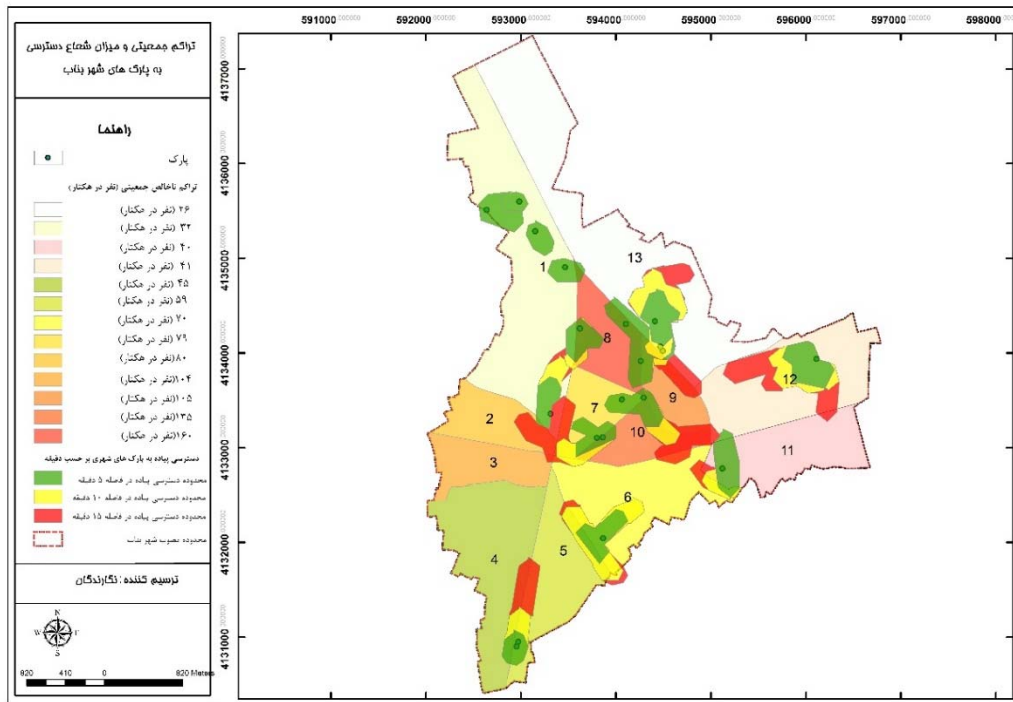 591000 592000 593000 594000 595000 596000 597000 598000
تراکم جمعیتی و میزان شعاع دسترسی
به پارک های شهر بناب
راهنما
پارک
تراکم ناخالص جمعیتی (نفر در هکتار)
۲۶ (نفر در هکتار)
۳۲ (نفر در هکتار)
۴۰ (نفر در هکتار)
۴۱ (نفر در هکتار)
۴۵ (نفر در هکتار)
۵۹ (نفر در هکتار)
۷۰ (نفر در هکتار)
۷۹ (نفر در هکتار)
۸۰ (نفر در هکتار)
۱۰۴ (نفر در هکتار)
۱۰۵ (نفر در هکتار)
۱۳۵ (نفر در هکتار)
۱۶۰ (نفر در هکتار)
دسترسی پیاده به پارک های شهری بر حسب دقیقه
محدوده دسترسی پیاده در فاصله ۵ دقیقه
محدوده دسترسی پیاده در فاصله ۱۰ دقیقه
محدوده دسترسی پیاده در فاصله ۱۵ دقیقه
محدوده مصوب شهر بناب
ترسیم کننده: نگارندگان
N
W E
S
820 410 0 820 Meters
4137000
4136000
4135000
4134000
4133000
4132000
4131000
13
1
8
12
9
2
7
10
11
3
6
5
4